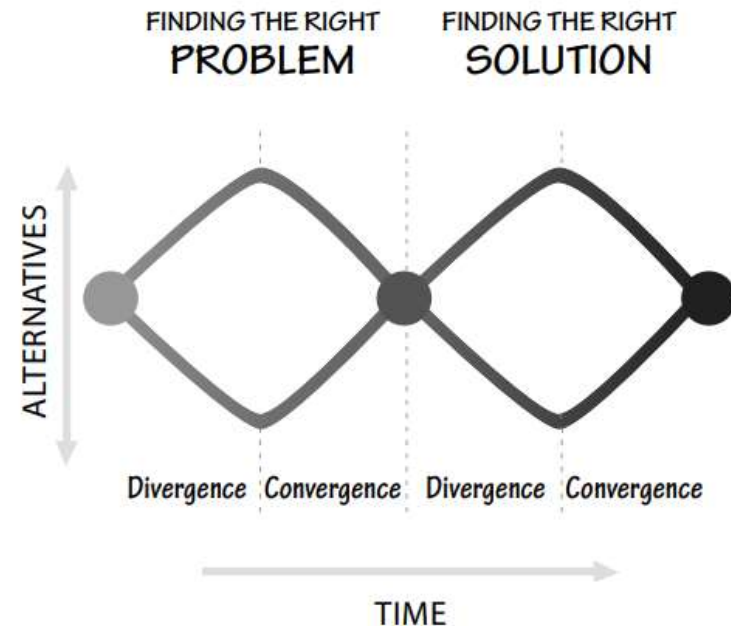 FINDING THE RIGHT
PROBLEM
FINDING THE RIGHT
SOLUTION
ALTERNATIVES
Divergence
Convergence
Divergence
Convergence
TIME